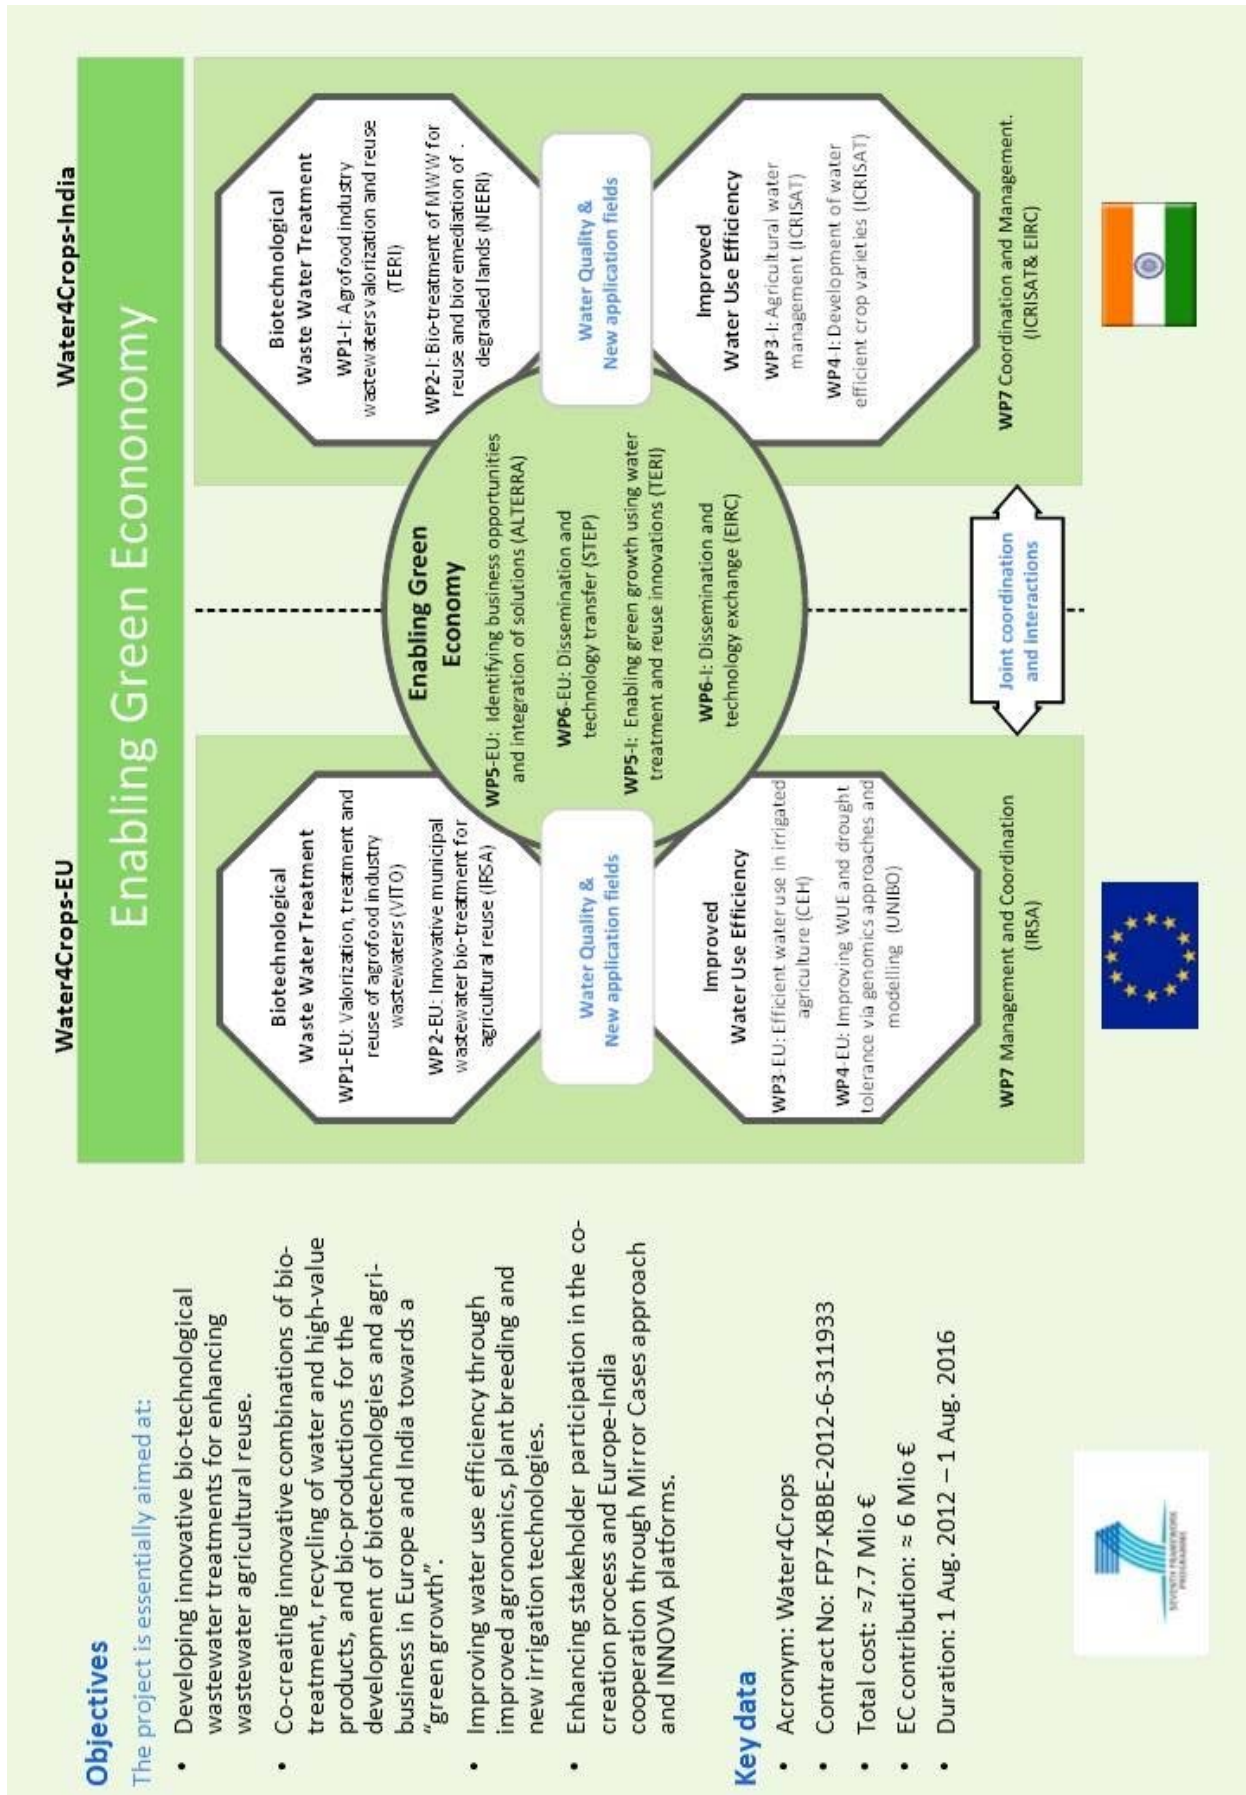 Objectives
The project is essentially aimed at:
• Developing innovative bio-technological
wastewater treatments for enhancing
wastewater agricultural reuse.
• Co-creating innovative combinations of bio-
treatment, recycling of water and high-value
products, and bio-productions for the
development of biotechnologies and agri-
business in Europe and India towards a
“green growth”.
• Improving water use efficiency through
improved agronomics, plant breeding and
new irrigation technologies.
• Enhancing stakeholder participation in the co-
creation process and Europe-India
cooperation through Mirror Cases approach
and INNOVA platforms.
Key data
• Acronym: Water4Crops
• Contract No: FP7-KBBE-2012-6-311933
• Total cost: ≈7.7 Mio €
• EC contribution: ≈ 6 Mio €
• Duration: 1 Aug. 2012 – 1 Aug. 2016
SEVENTH FRAMEWORK
PROGRAMME
Water4Crops-EU
Water4Crops-India
Enabling Green Econonomy
Biotechnological
Waste Water Treatment
WP1-EU: Valorization, treatment and
reuse of agrofood industry
wastewaters (VITO)
WP2-EU: Innovative municipal
wastewater bio-treatment for
agricultural reuse (IRSA)
Water Quality &
New application fields
Improved
Water Use Efficiency
WP3-EU: Efficient water use in irrigated
agriculture (CEH)
WP4-EU: Improving WUE and drought
tolerance via genomics approaches and
modelling (UNIBO)
WP7 Management and Coordination
(IRSA)
Enabling Green
Economy
WP5-EU: Identifying business opportunities
and integration of solutions (ALTERRA)
WP6-EU: Dissemination and
technology transfer (STEP)
WP5-I: Enabling green growth using water
treatment and reuse innovations (TERI)
WP6-I: Dissemination and
technology exchange (EIRC)
Joint coordination
and interactions
Biotechnological
Waste Water Treatment
WP1-I: Agrofood industry
wastewaters valorization and reuse
(TERI)
WP2-I: Bio-treatment of MWW for
reuse and bioremediation of .
degraded lands (NEERI)
Water Quality &
New application fields
Improved
Water Use Efficiency
WP3-I: Agricultural water
management (ICRISAT)
WP4-I: Development of water
efficient crop varieties (ICRISAT)
WP7 Coordination and Management.
(ICRISAT& EIRC)